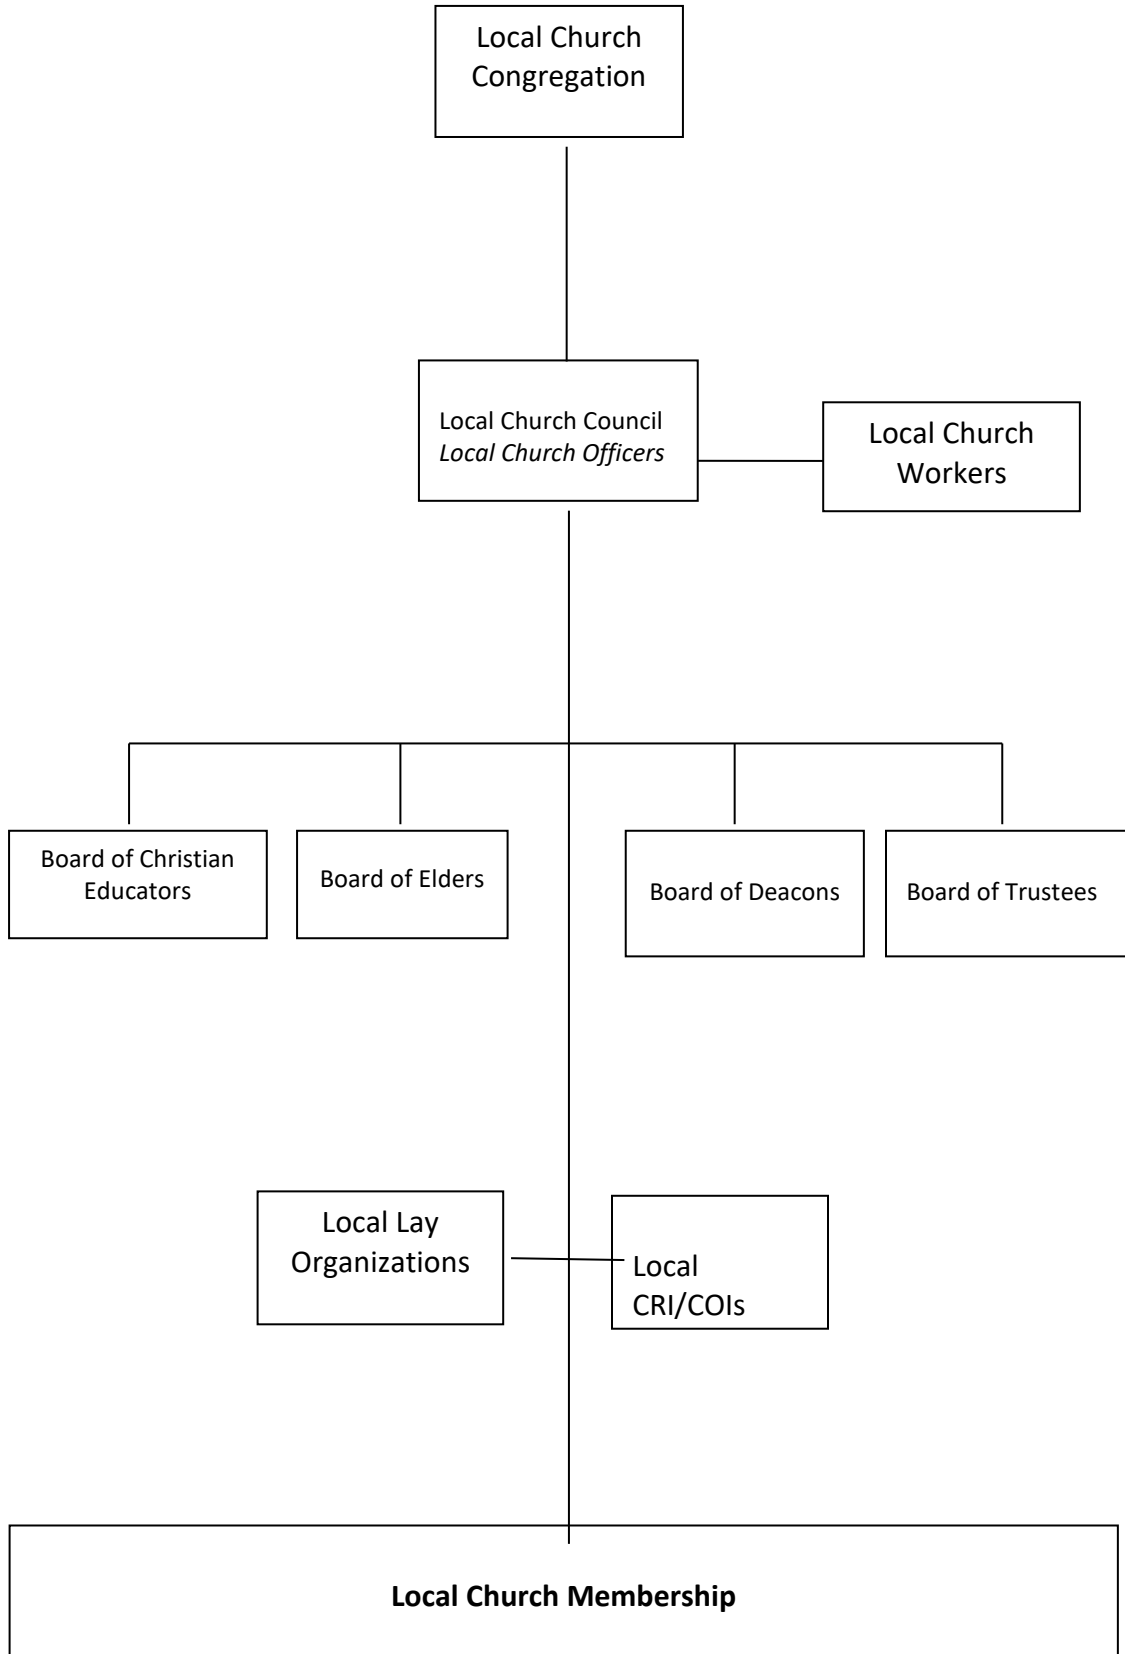 Local Church
Congregation
Local Church Council
Local Church Officers
Local Church
Workers
Board of Christian
Educators
Board of Elders
Board of Deacons
Board of Trustees
Local Lay
Organizations
Local
CRI/COIs
Local Church Membership